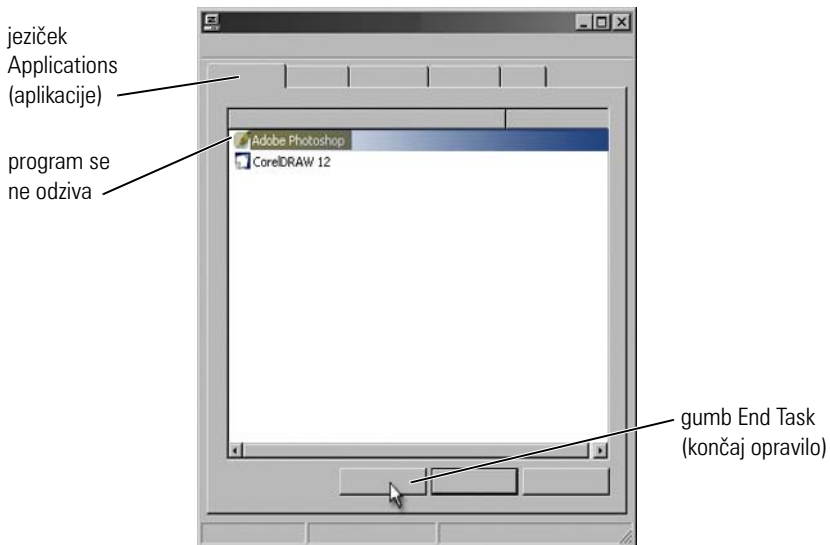 jeziček
Applications
(aplikacije)
program se
ne odziva
Adobe Photoshop
CorelDRAW 12
gumb End Task
(končaj opravilo)